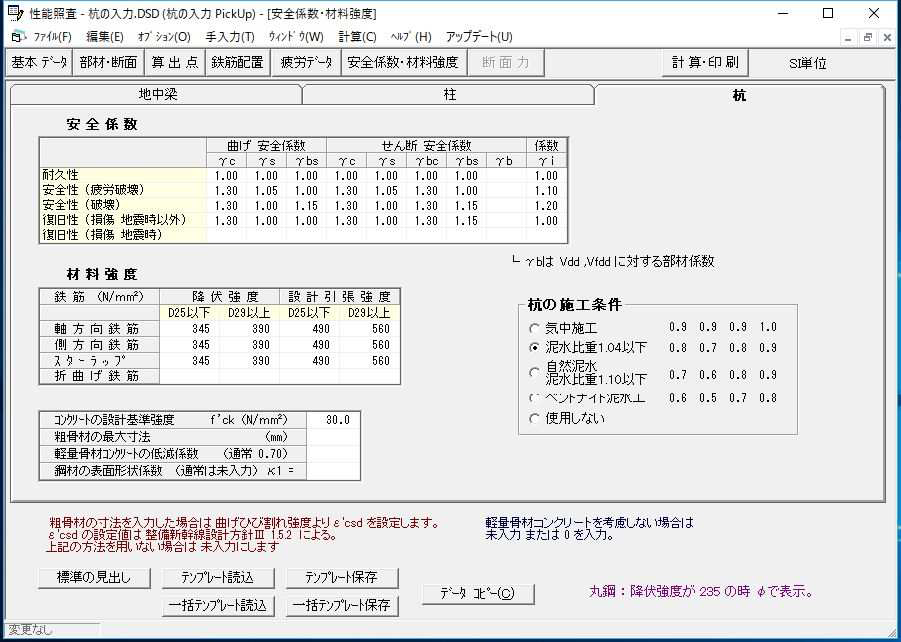 性能照査 - 杭の入力.DSD (杭の入力 PickUp) - [安全係数・材料強度]
ﾌｧｲﾙ(F) 編集(E) ｵﾌﾟｼｮﾝ(O) 手入力(T) ｳｨﾝﾄﾞｳ(W) 計算(C) ﾍﾙﾌﾟ(H) アップデート(U)
基本 ﾃﾞｰﾀ 部材・断面 算 出 点 鉄筋配置 疲労ﾃﾞｰﾀ 安全係数・材料強度 断 面 力 計 算・印 刷 SI単位
地中梁 柱 杭
安 全 係 数
曲げ 安全係数 せん断 安全係数 係数
γc γs γbs γc γs γbc γbs γb γi
耐久性 1.00 1.00 1.00 1.00 1.00 1.00 1.00 1.00
安全性 (疲労破壊) 1.30 1.05 1.00 1.30 1.05 1.30 1.00 1.10
安全性 (破壊) 1.30 1.00 1.15 1.30 1.00 1.30 1.15 1.20
復旧性 (損傷 地震時以外) 1.30 1.00 1.00 1.30 1.00 1.30 1.15 1.00
復旧性 (損傷 地震時)
└ γbは Vdd ,Vfdd に対する部材係数
材 料 強 度
鉄 筋 (N/mm²) 降 伏 強 度 設 計 引 張 強 度
D25以下 D29以上 D25以下 D29以上
軸 方 向 鉄 筋 345 390 490 560
側 方 向 鉄 筋 345 390 490 560
ｽ ﾀ ｰ ﾗ ｯ ﾌﾟ 345 390 490 560
折 曲 げ 鉄 筋
杭の施工条件
気中施工 0.9 0.9 0.9 1.0
泥水比重1.04以下 0.8 0.7 0.8 0.9
自然泥水
泥水比重1.10以下 0.7 0.6 0.8 0.9
ベントナイト泥水工 0.6 0.5 0.7 0.8
使用しない
ｺﾝｸﾘｰﾄの設計基準強度 f'ck (N/mm²) 30.0
粗骨材の最大寸法 (mm)
軽量骨材ｺﾝｸﾘｰﾄの低減係数 (通常 0.70)
鋼材の表面形状係数 (通常は未入力) κ1 =
粗骨材の寸法を入力した場合は 曲げひび割れ強度より ε'csd を設定します。
ε'csd の設定値は 整備新幹線設計方針Ⅲ 1.5.2 による。
上記の方法を用いない場合は 未入力にします
軽量骨材コンクリートを考慮しない場合は
未入力 または 0 を入力。
標準の見出し ﾃﾝﾌﾟﾚｰﾄ読込 ﾃﾝﾌﾟﾚｰﾄ保存
一括ﾃﾝﾌﾟﾚｰﾄ読込 一括ﾃﾝﾌﾟﾚｰﾄ保存
ﾃﾞｰﾀ ｺﾋﾟｰ(C)
丸鋼：降伏強度が 235 の時 φで表示。
変更なし